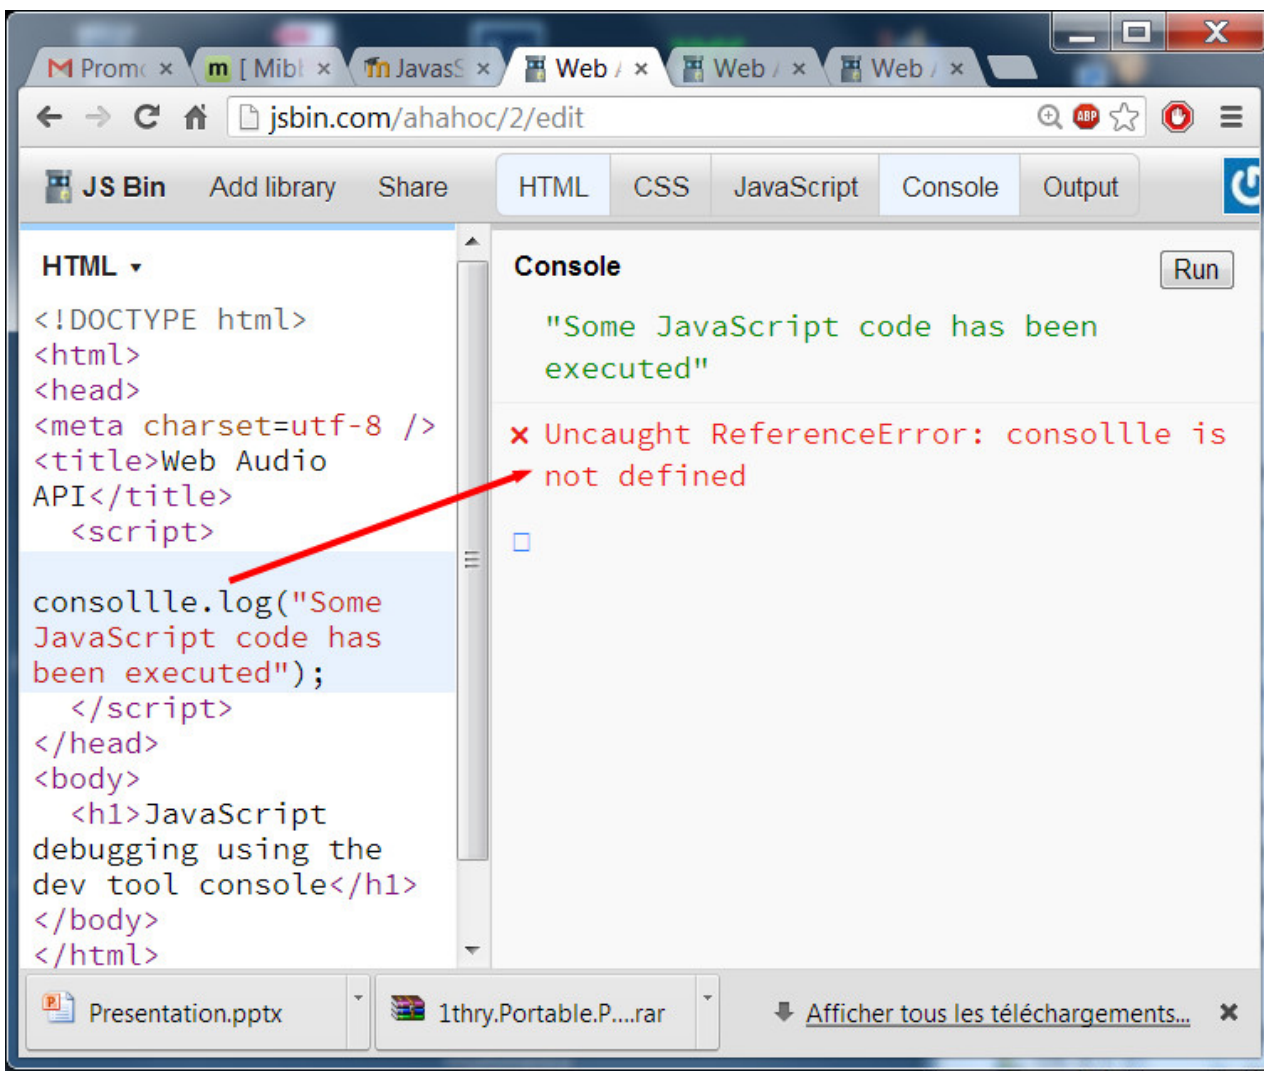 Promo
m [ Mibb
JavasS
Web /
Web /
Web /
jsbin.com/ahahoc/2/edit
ABP
JS Bin Add library Share HTML CSS JavaScript Console Output
HTML
<!DOCTYPE html>
<html>
<head>
<meta charset=utf-8 />
<title>Web Audio
API</title>
<script>
consollle.log("Some
JavaScript code has
been executed");
</script>
</head>
<body>
<h1>JavaScript
debugging using the
dev tool console</h1>
</body>
</html>
Console Run
"Some JavaScript code has been
executed"
Uncaught ReferenceError: consollle is
not defined
Presentation.pptx 1thry.Portable.P....rar Afficher tous les téléchargements...